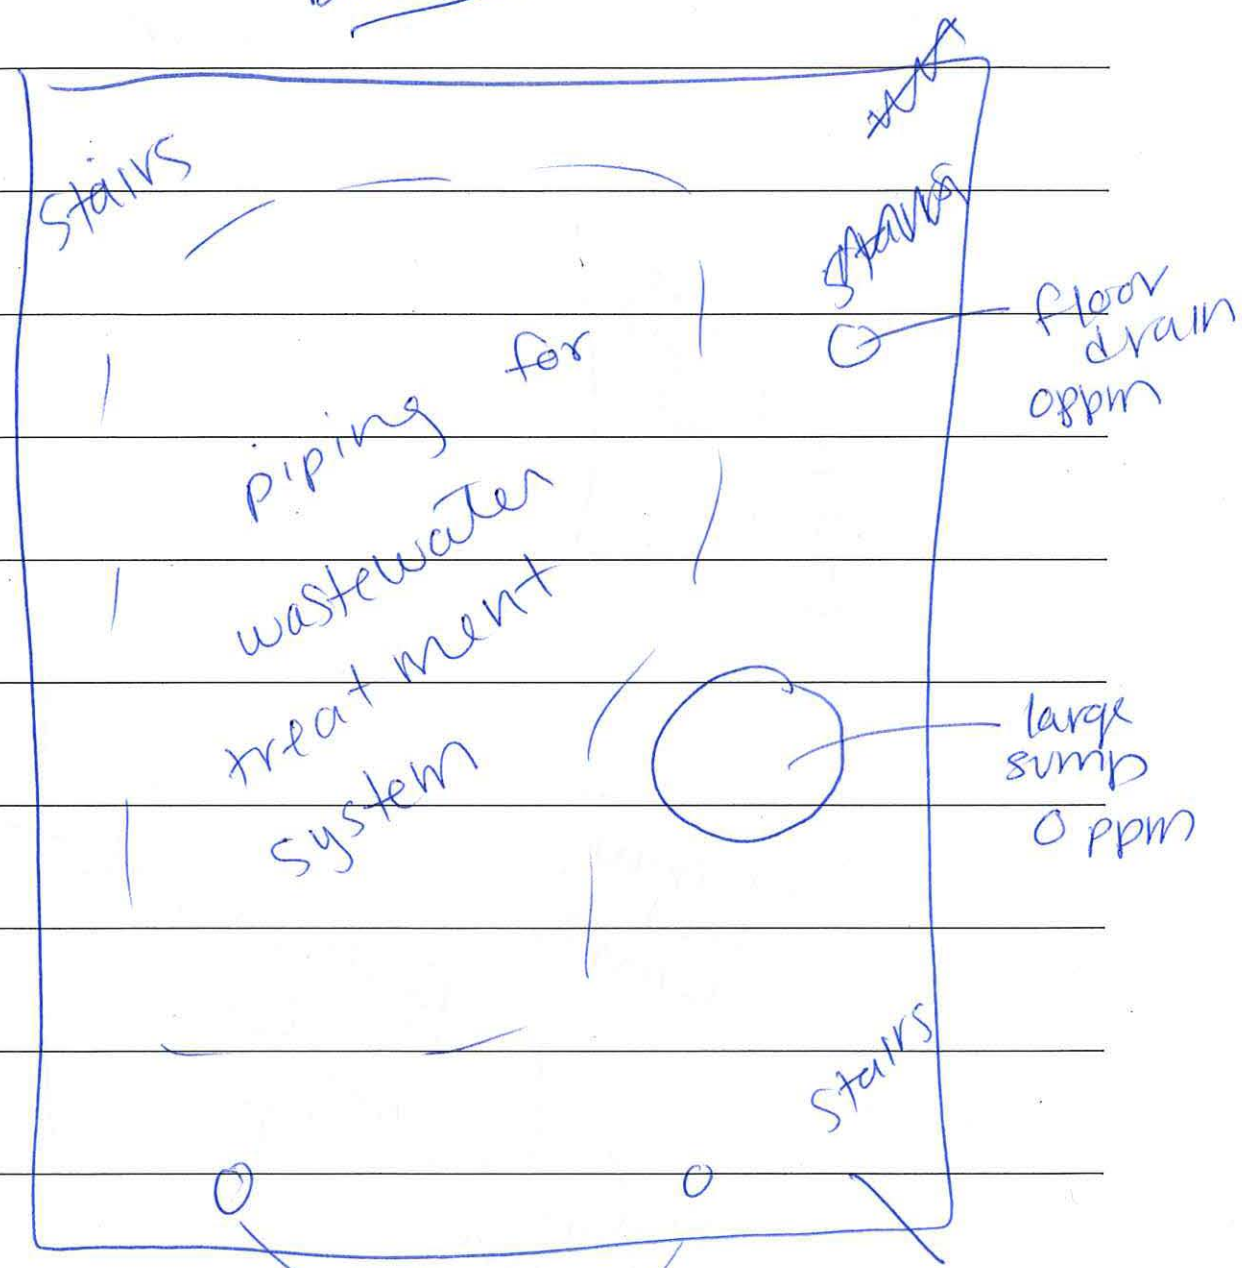 Stairs
floor
drain
0ppm
piping for
wastewater
treatment
system
large
sump
0 ppm
Stairs